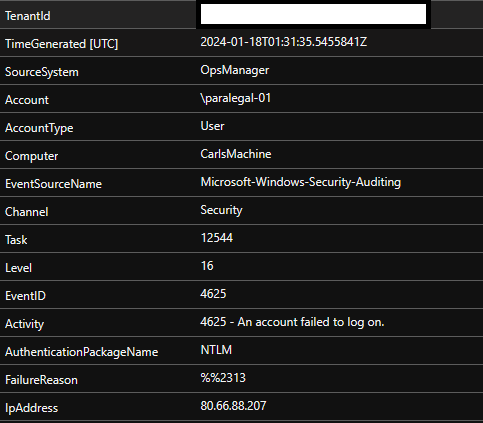 TenantId
TimeGenerated [UTC] 2024-01-18T01:31:35.5455841Z
SourceSystem OpsManager
Account \paralegal-01
AccountType User
Computer CarlsMachine
EventSourceName Microsoft-Windows-Security-Auditing
Channel Security
Task 12544
Level 16
EventID 4625
Activity 4625 - An account failed to log on.
AuthenticationPackageName NTLM
FailureReason %%2313
IpAddress 80.66.88.207